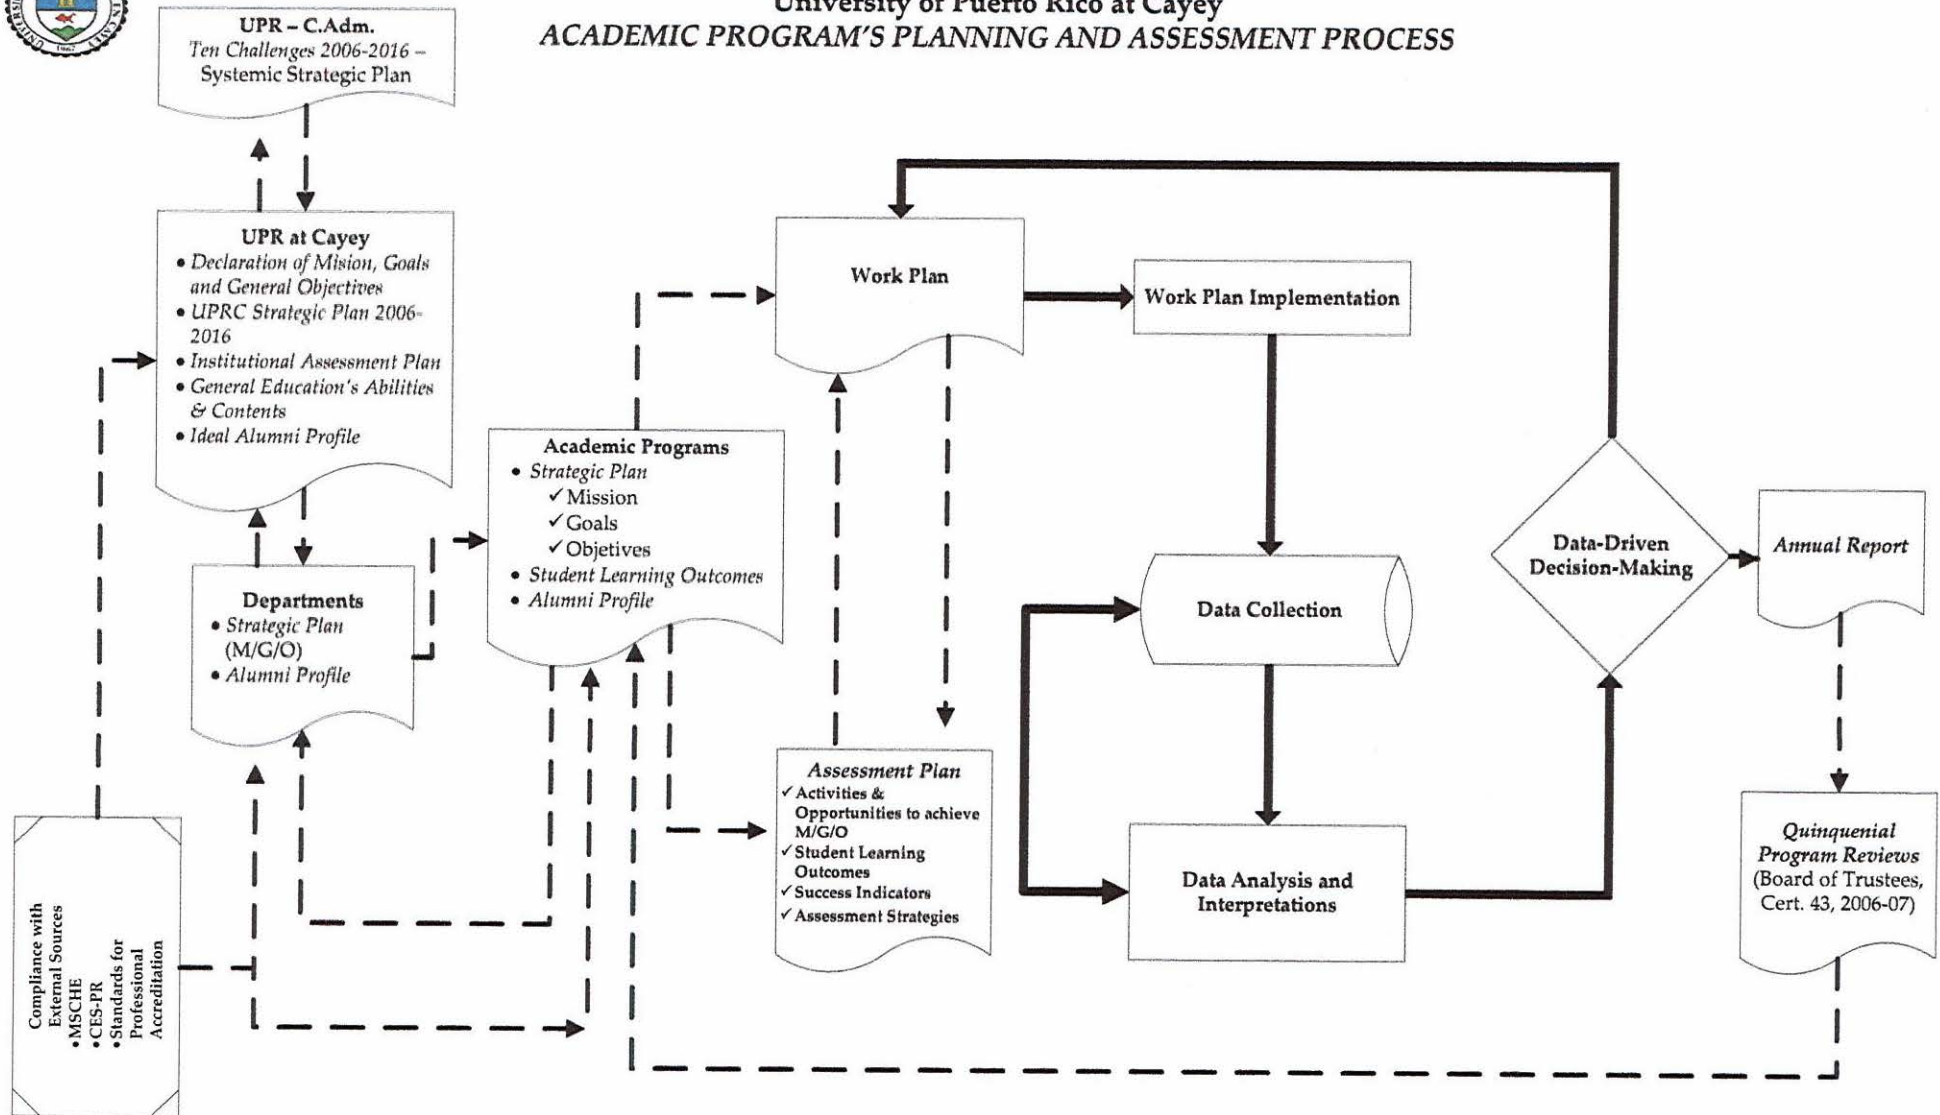 University of Puerto Rico at Cayey
ACADEMIC PROGRAM'S PLANNING AND ASSESSMENT PROCESS
1967
UPR – C.Adm.
Ten Challenges 2006-2016 –
Systemic Strategic Plan
UPR at Cayey
• Declaration of Mision, Goals
and General Objectives
• UPRC Strategic Plan 2006-
2016
• Institutional Assessment Plan
• General Education's Abilities
& Contents
• Ideal Alumni Profile
Departments
• Strategic Plan
(M/G/O)
• Alumni Profile
Compliance with
External Sources
•MSCHE
•CES-PR
•Standards for
Professional
Accreditation
Academic Programs
• Strategic Plan
✓Mission
✓Goals
✓Objetives
• Student Learning Outcomes
• Alumni Profile
Work Plan
Work Plan Implementation
Assessment Plan
✓Activities &
Opportunities to achieve
M/G/O
✓Student Learning
Outcomes
✓Success Indicators
✓Assessment Strategies
Data Collection
Data Analysis and
Interpretations
Data-Driven
Decision-Making
Annual Report
Quinquenial
Program Reviews
(Board of Trustees,
Cert. 43, 2006-07)